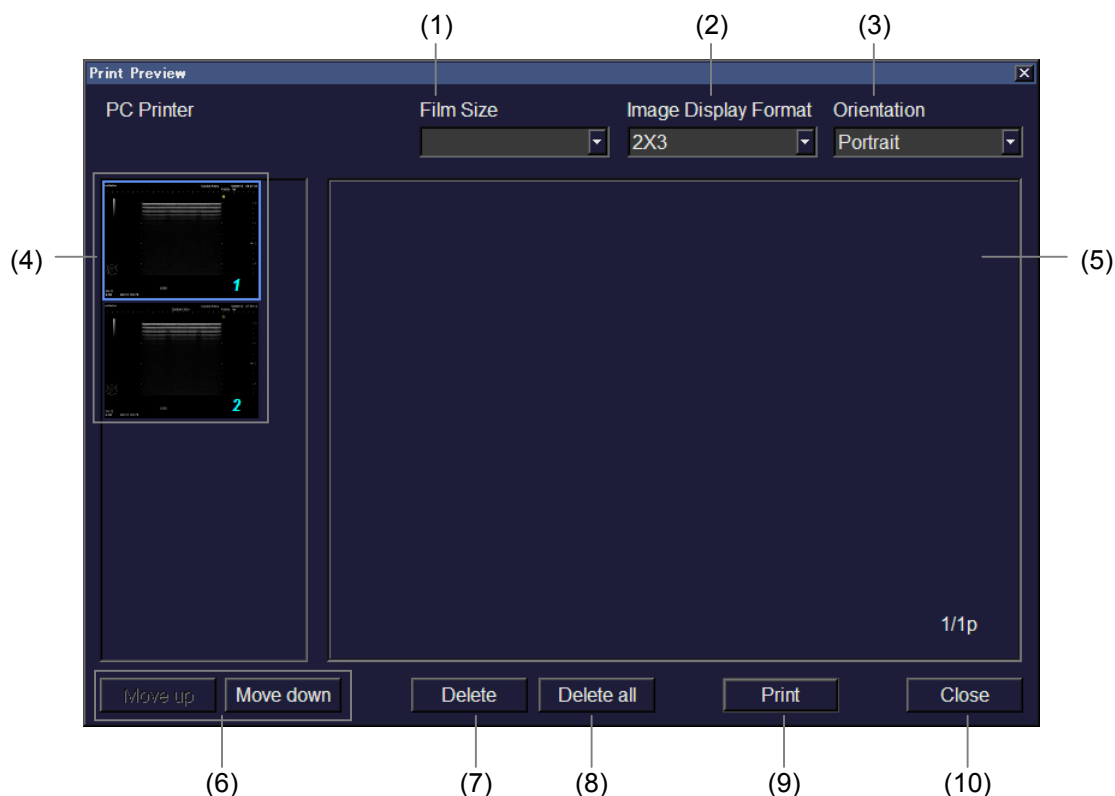 (1) (2) (3)
Print Preview
PC Printer Film Size Image Display Format Orientation
2X3 Portrait
(4) (5)
1
2
1/1p
Move up Move down Delete Delete all Print Close
(6) (7) (8) (9) (10)